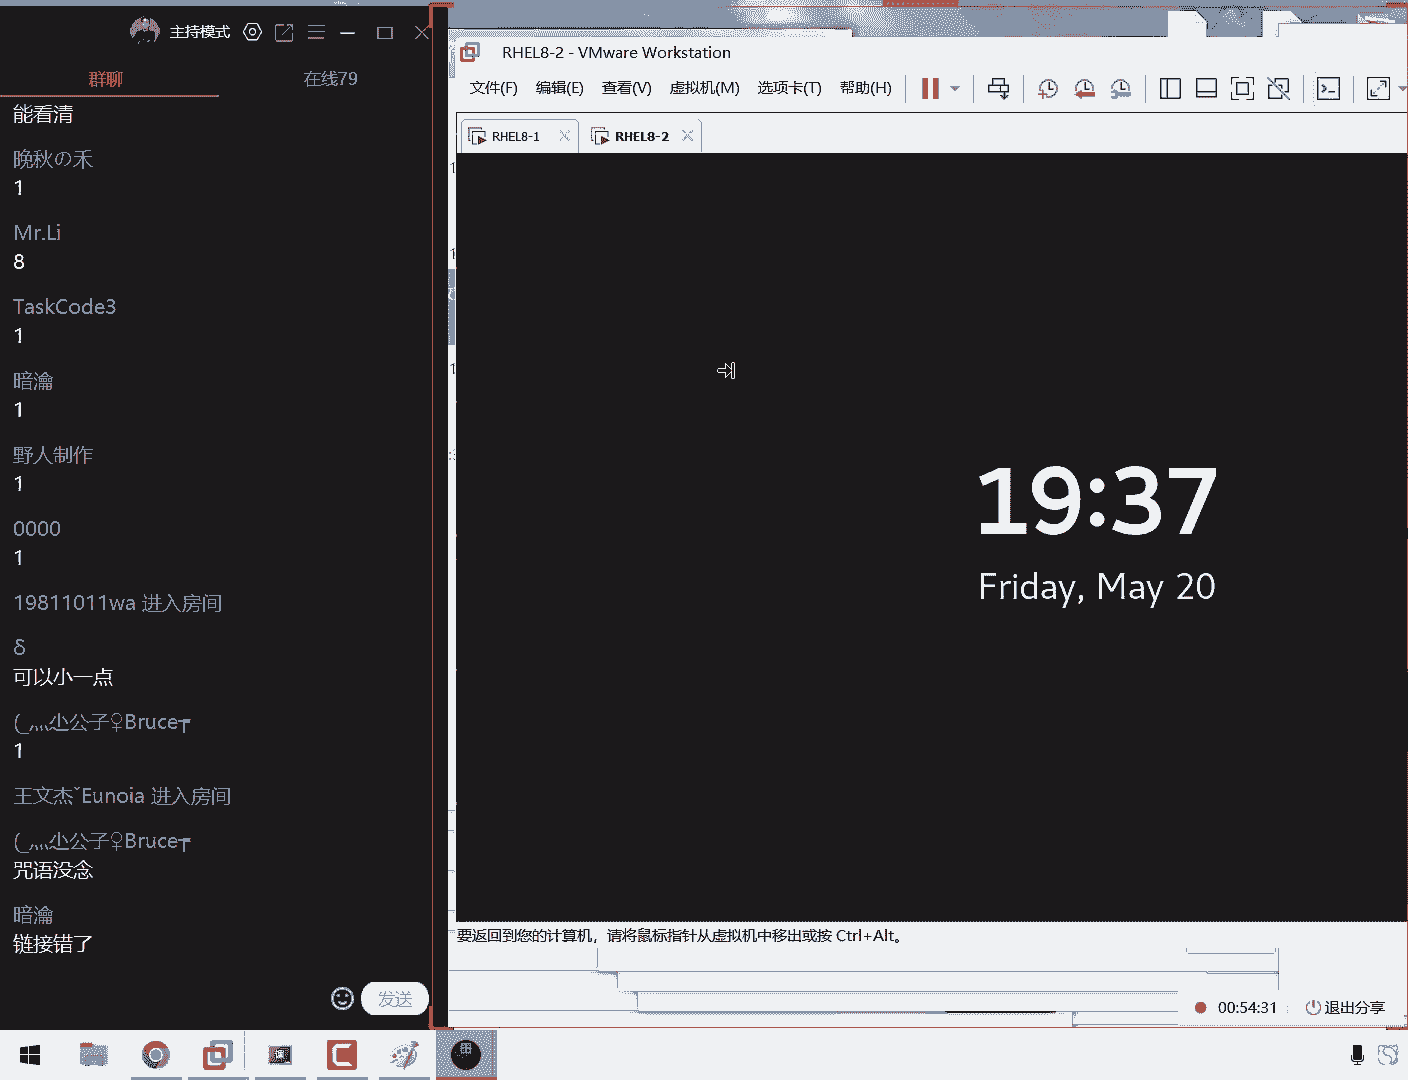 主持模式
群聊
在线79
能看清
晚秋の禾
1
Mr.Li
8
TaskCode3
1
暗瀹
1
野人制作
1
0000
1
19811011wa 进入房间
δ
可以小一点
(_灬尐公子♀Bruce┲
1
王文杰ˇEunoia 进入房间
(_灬尐公子♀Bruce┲
咒语没念
暗瀹
链接错了
发送
RHEL8-2 - VMware Workstation
文件(F) 编辑(E) 查看(V) 虚拟机(M) 选项卡(T) 帮助(H)
RHEL8-1
RHEL8-2
19:37
Friday, May 20
要返回到您的计算机，请将鼠标指针从虚拟机中移出或按 Ctrl+Alt。
00:54:31
退出分享